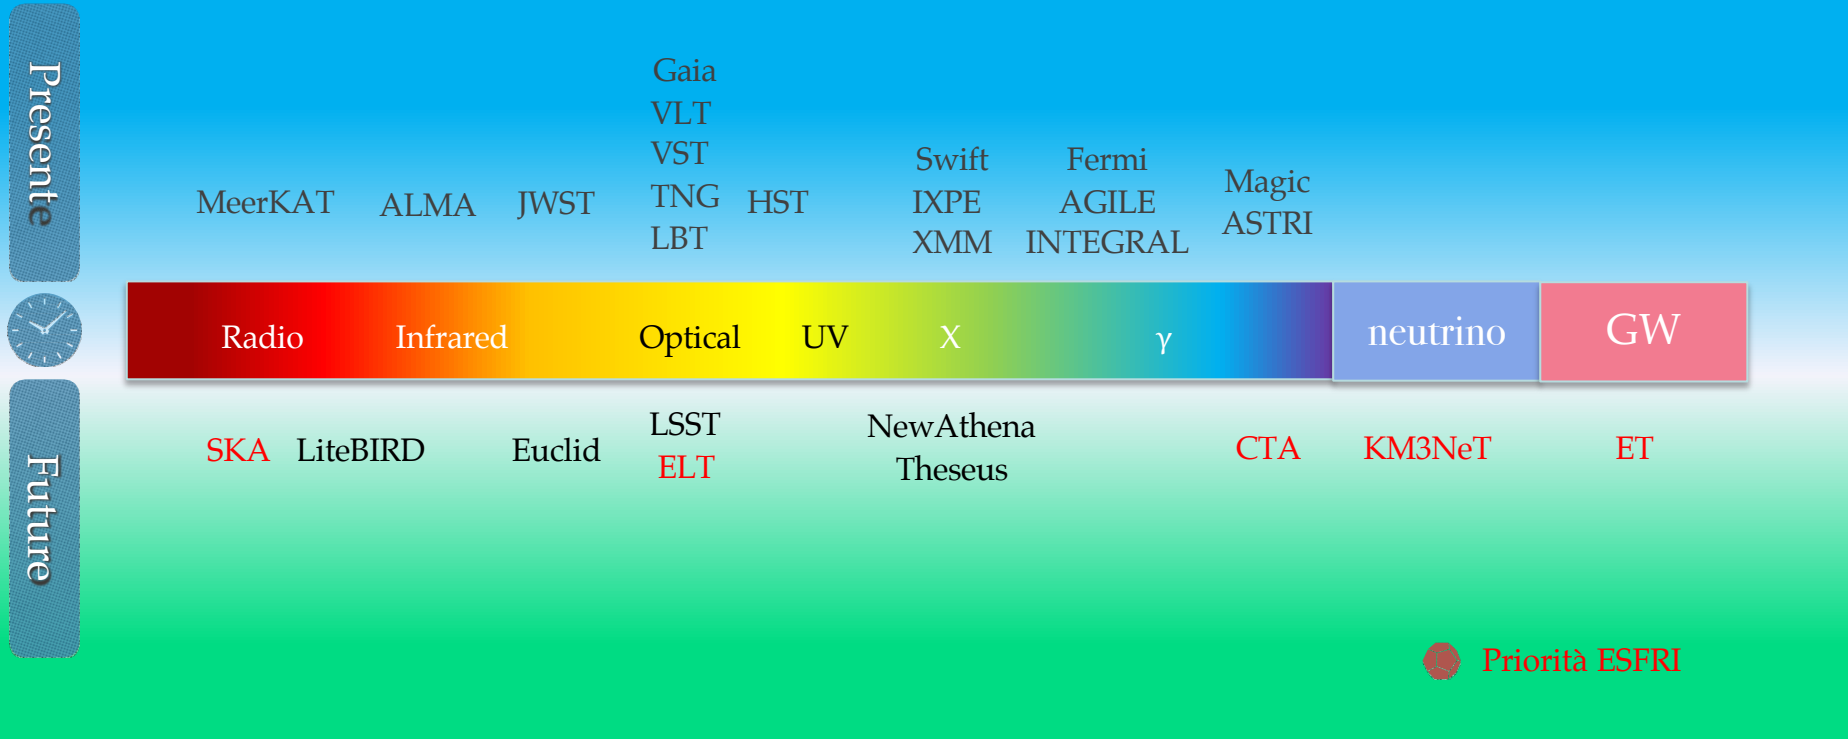 Presente
Gaia
VLT
VST
TNG
LBT
MeerKAT
ALMA
JWST
HST
Swift
IXPE
XMM
Fermi
AGILE
INTEGRAL
Magic
ASTRI
Radio
Infrared
Optical
UV
X
γ
neutrino
GW
Future
SKA
LiteBIRD
Euclid
LSST
ELT
NewAthena
Theseus
CTA
KM3NeT
ET
Priorità ESFRI